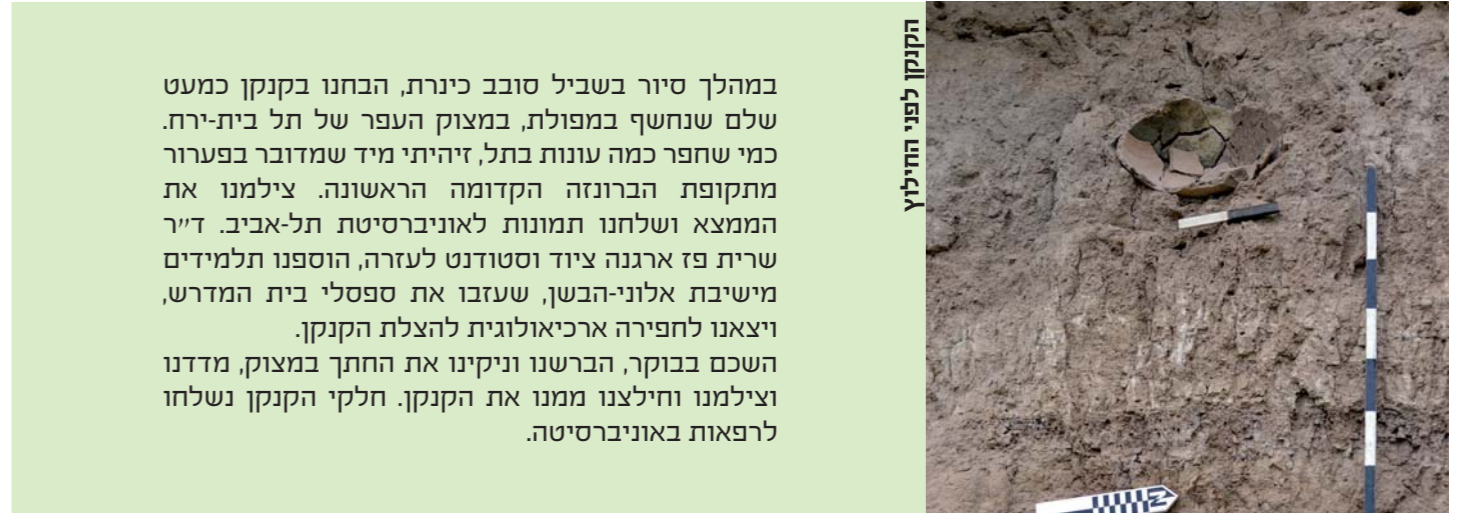 הקנקן לפני החילוץ
במהלך סיור בשביל סובב כינרת, הבחנו בקנקן כמעט
שלם שנחשף במפולת, במצוק העפר של תל בית-ירח.
כמי שחפר כמה עונות בתל, זיהיתי מיד שמדובר בפערור
מתקופת הברונזה הקדומה הראשונה. צילמנו את
הממצא ושלחנו תמונות לאוניברסיטת תל-אביב. ד״ר
שרית פז ארגנה ציוד וסטודנט לעזרה, הוספנו תלמידים
מישיבת אלוני-הבשן, שעזבו את ספסלי בית המדרש,
ויצאנו לחפירה ארכיאולוגית להצלת הקנקן.
השכם בבוקר, הברשנו וניקינו את החתך במצוק, מדדנו
וצילמנו וחילצנו ממנו את הקנקן. חלקי הקנקן נשלחו
לרפאות באוניברסיטה.
N